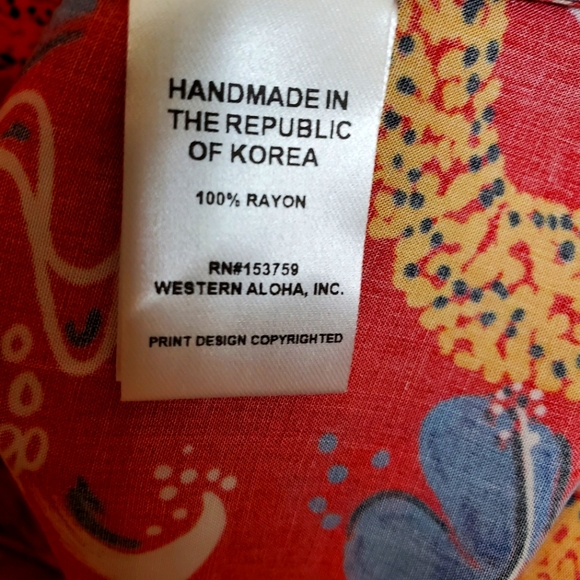 HANDMADE IN
THE REPUBLIC
OF KOREA
100% RAYON
RN#153759
WESTERN ALOHA, INC.
PRINT DESIGN COPYRIGHTED